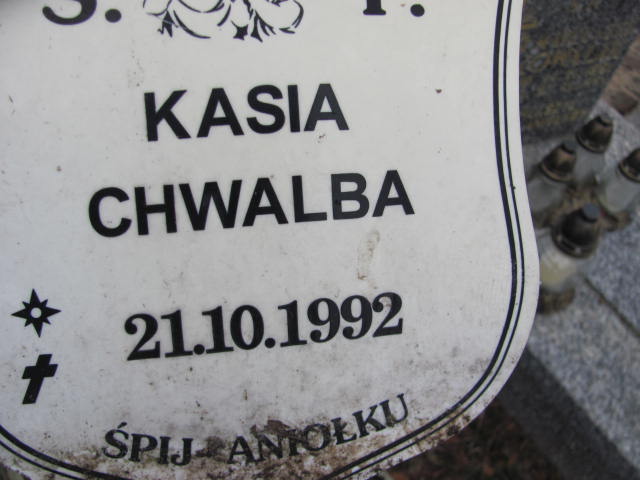 Ś. P.
KASIA
CHWALBA
21.10.1992
ŚPIJ ANIOŁKU